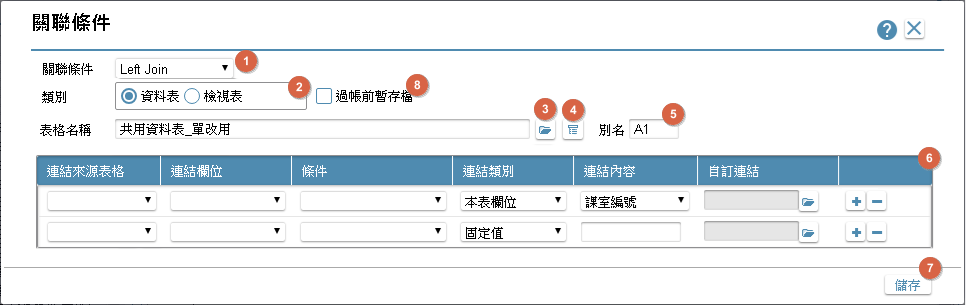 關聯條件
關聯條件 Left Join 1
類別 資料表 檢視表 2 過帳前暫存檔 8
表格名稱 共用資料表_單改用 3 4 別名 A1 5
連結來源表格 連結欄位 條件 連結類別 連結內容 自訂連結 6
本表欄位 課室編號
固定值
7
儲存